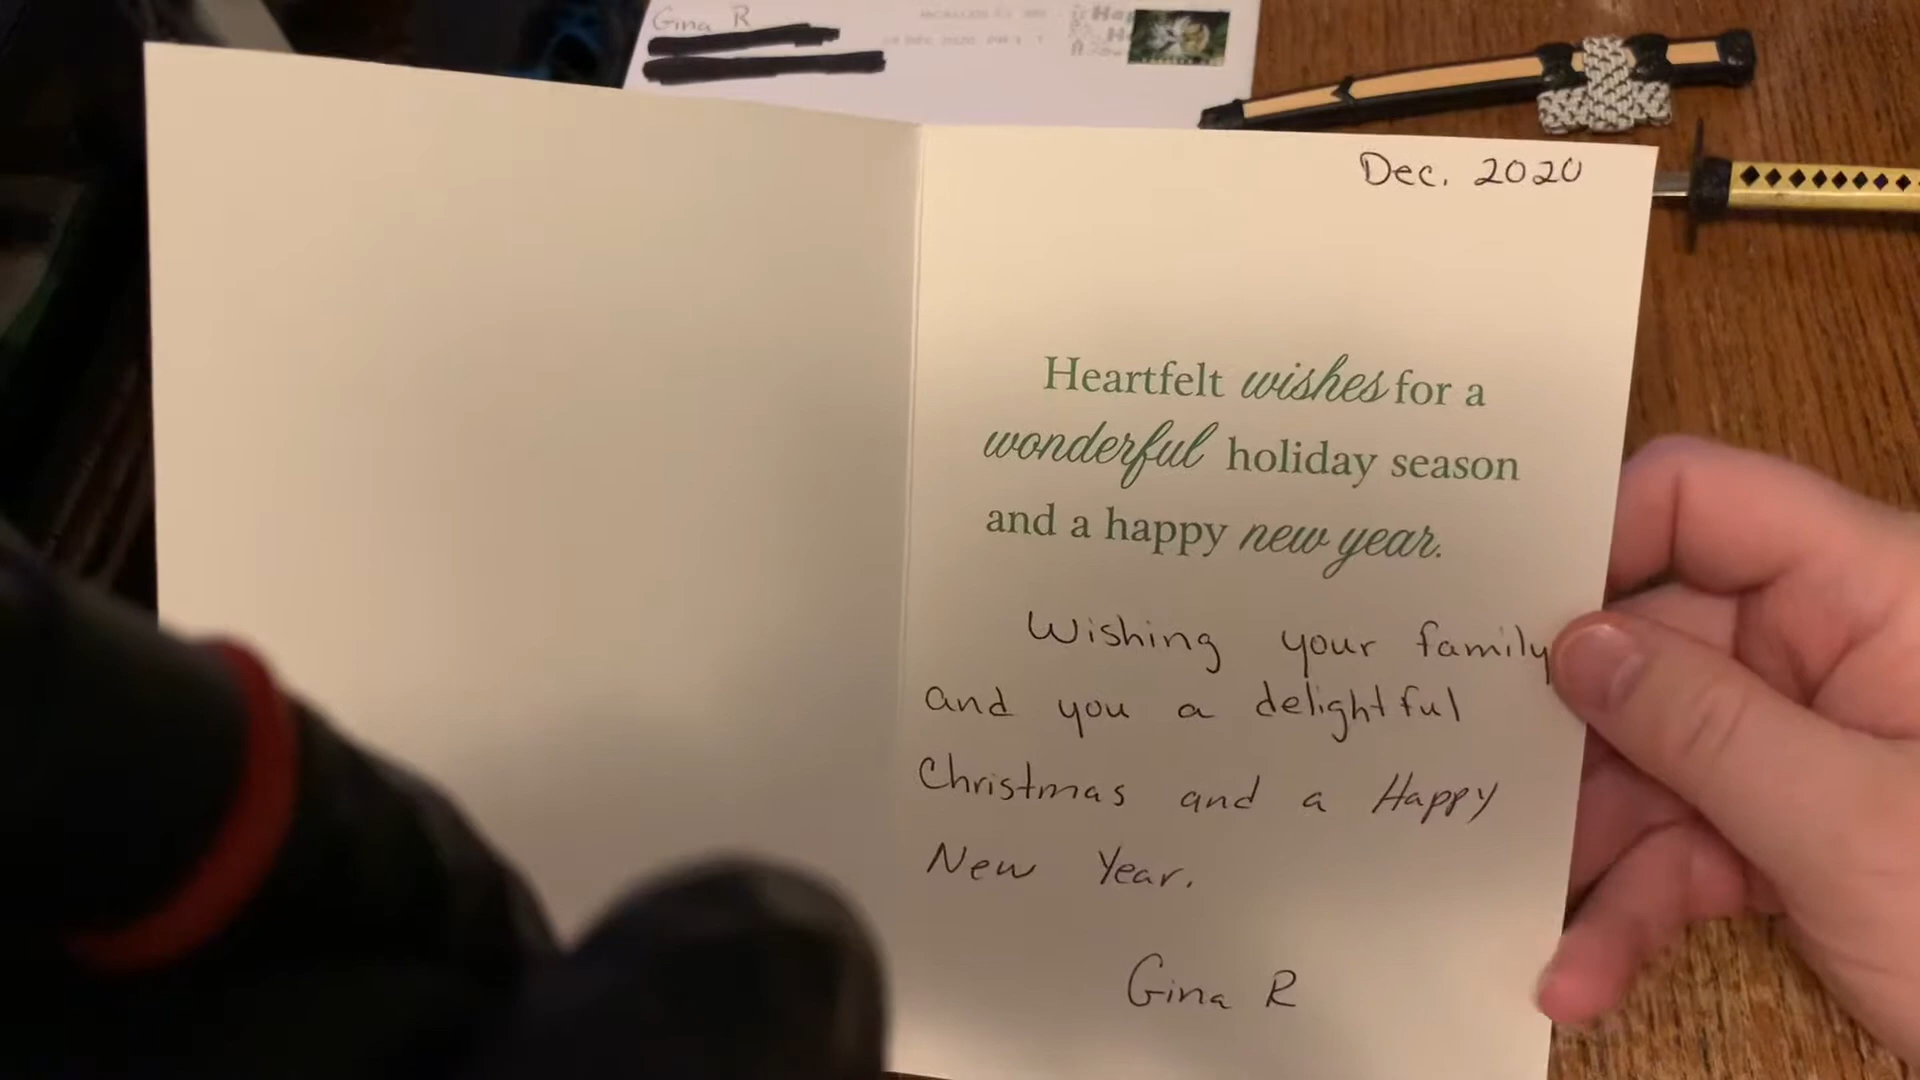 Gina R
Dec. 2020
Heartfelt wishes for a
wonderful holiday season
and a happy new year.
Wishing your family
and you a delightful
Christmas and a Happy
New Year.
Gina R